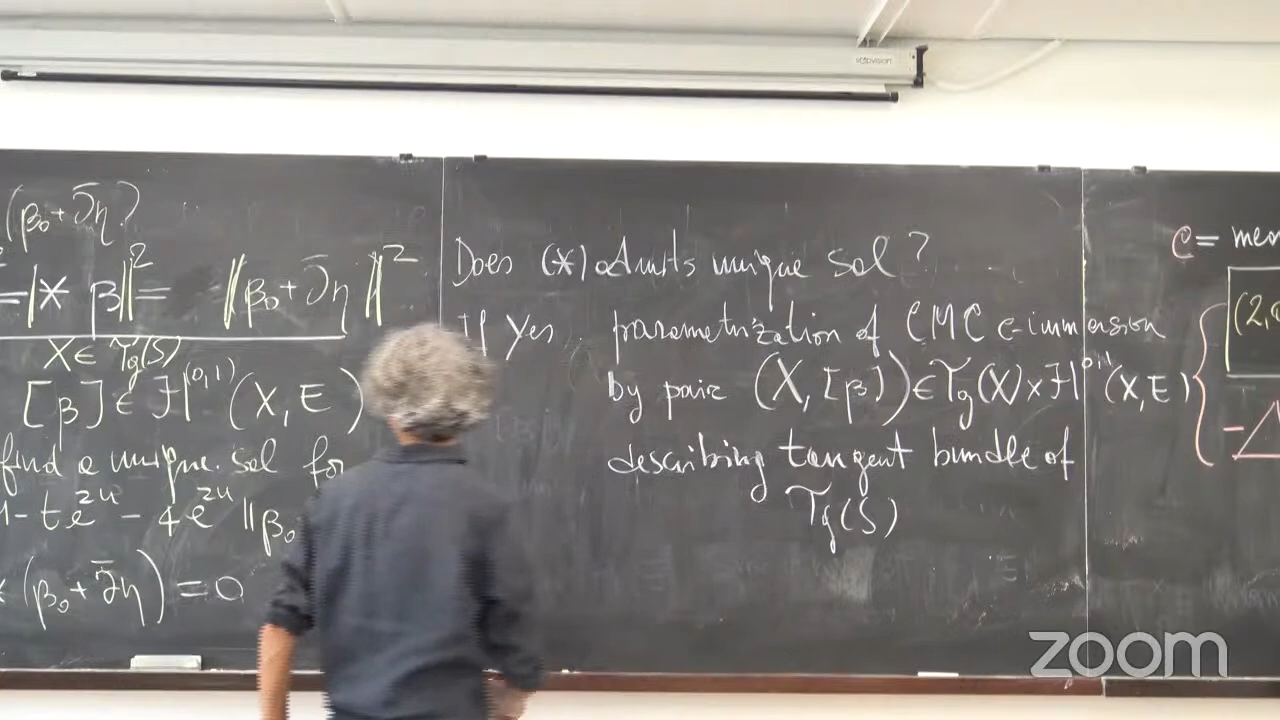 (β₀+∂̄η?
=|* β||²= ||β₀+∂̄η||²
X ∈ T_g(S)
[β] ∈ H^{0,1}(X,E)
find a unique sol for
-te^{2u} - 4e^{2u} ||β₀
* (β₀+∂̄η)=0
Does (*) admits unique sol?
If Yes, parametrization of CMC c-immersion
by pair (X,[β]) ∈ T_g(X) × H^{0,1}(X,E)
describing tangent bundle of
T_g(S)
c = mea
(2,
-
zoom